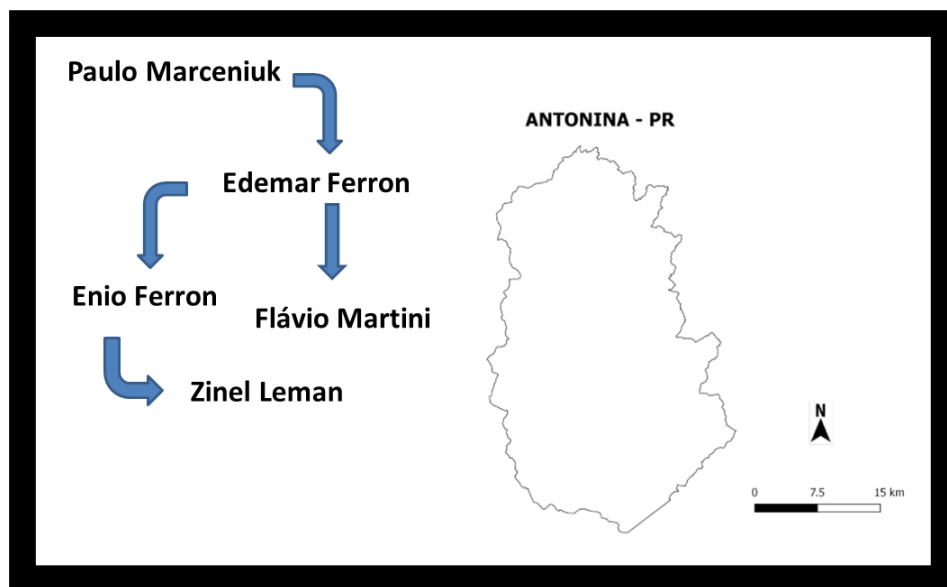 Paulo Marceniuk
Edemar Ferron
Enio Ferron
Flávio Martini
Zinel Leman
ANTONINA - PR
N
0 7.5 15 km